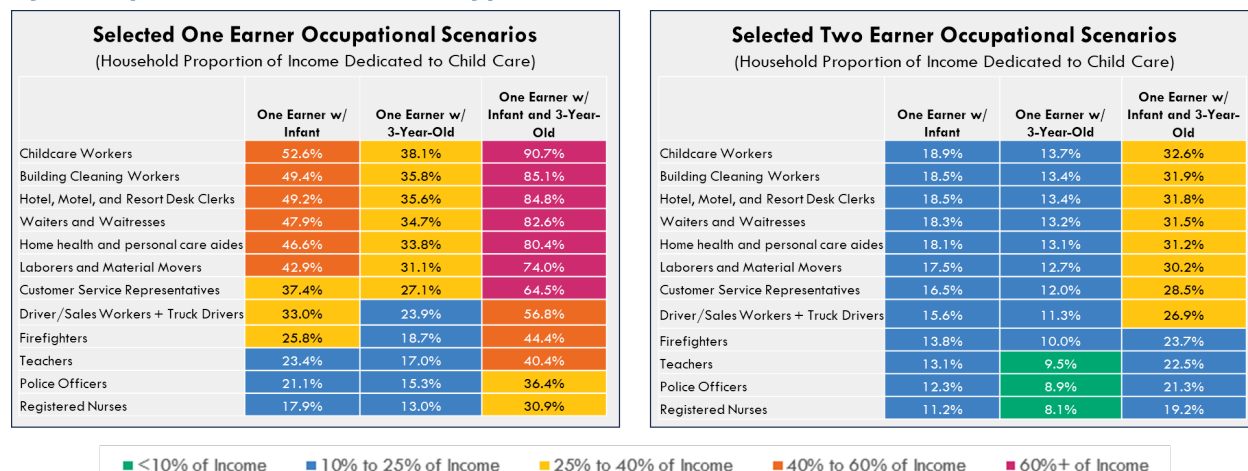 Selected One Earner Occupational Scenarios
(Household Proportion of Income Dedicated to Child Care)
One Earner w/ Infant One Earner w/ 3-Year-Old One Earner w/ Infant and 3-Year-Old
Childcare Workers 52.6% 38.1% 90.7%
Building Cleaning Workers 49.4% 35.8% 85.1%
Hotel, Motel, and Resort Desk Clerks 49.2% 35.6% 84.8%
Waiters and Waitresses 47.9% 34.7% 82.6%
Home health and personal care aides 46.6% 33.8% 80.4%
Laborers and Material Movers 42.9% 31.1% 74.0%
Customer Service Representatives 37.4% 27.1% 64.5%
Driver/Sales Workers + Truck Drivers 33.0% 23.9% 56.8%
Firefighters 25.8% 18.7% 44.4%
Teachers 23.4% 17.0% 40.4%
Police Officers 21.1% 15.3% 36.4%
Registered Nurses 17.9% 13.0% 30.9%
Selected Two Earner Occupational Scenarios
(Household Proportion of Income Dedicated to Child Care)
One Earner w/ Infant One Earner w/ 3-Year-Old One Earner w/ Infant and 3-Year-Old
Childcare Workers 18.9% 13.7% 32.6%
Building Cleaning Workers 18.5% 13.4% 31.9%
Hotel, Motel, and Resort Desk Clerks 18.5% 13.4% 31.8%
Waiters and Waitresses 18.3% 13.2% 31.5%
Home health and personal care aides 18.1% 13.1% 31.2%
Laborers and Material Movers 17.5% 12.7% 30.2%
Customer Service Representatives 16.5% 12.0% 28.5%
Driver/Sales Workers + Truck Drivers 15.6% 11.3% 26.9%
Firefighters 13.8% 10.0% 23.7%
Teachers 13.1% 9.5% 22.5%
Police Officers 12.3% 8.9% 21.3%
Registered Nurses 11.2% 8.1% 19.2%
<10% of Income 10% to 25% of Income 25% to 40% of Income 40% to 60% of Income 60%+ of Income